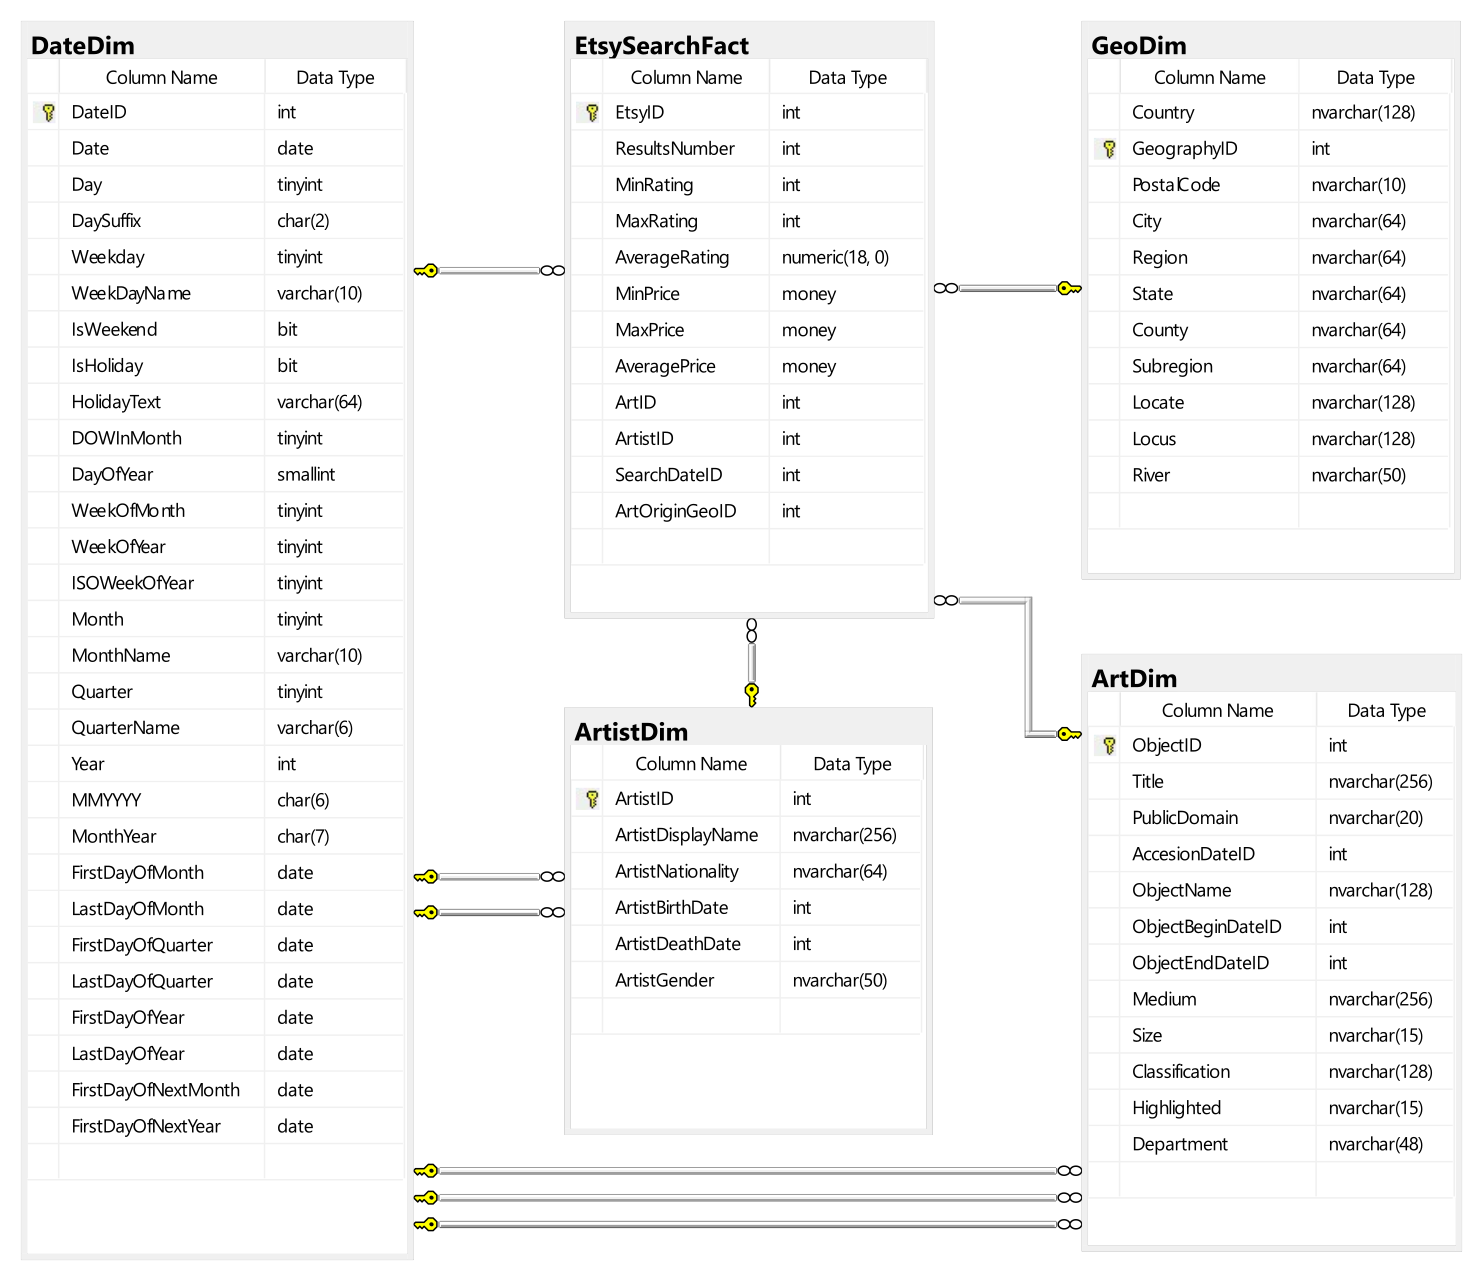 DateDim
Column Name Data Type
DateID int
Date date
Day tinyint
DaySuffix char(2)
Weekday tinyint
WeekDayName varchar(10)
IsWeekend bit
IsHoliday bit
HolidayText varchar(64)
DOWInMonth tinyint
DayOfYear smallint
WeekOfMonth tinyint
WeekOfYear tinyint
ISOWeekOfYear tinyint
Month tinyint
MonthName varchar(10)
Quarter tinyint
QuarterName varchar(6)
Year int
MMYYYY char(6)
MonthYear char(7)
FirstDayOfMonth date
LastDayOfMonth date
FirstDayOfQuarter date
LastDayOfQuarter date
FirstDayOfYear date
LastDayOfYear date
FirstDayOfNextMonth date
FirstDayOfNextYear date
EtsySearchFact
Column Name Data Type
EtsyID int
ResultsNumber int
MinRating int
MaxRating int
AverageRating numeric(18, 0)
MinPrice money
MaxPrice money
AveragePrice money
ArtID int
ArtistID int
SearchDateID int
ArtOriginGeoID int
ArtistDim
Column Name Data Type
ArtistID int
ArtistDisplayName nvarchar(256)
ArtistNationality nvarchar(64)
ArtistBirthDate int
ArtistDeathDate int
ArtistGender nvarchar(50)
GeoDim
Column Name Data Type
Country nvarchar(128)
GeographyID int
PostalCode nvarchar(10)
City nvarchar(64)
Region nvarchar(64)
State nvarchar(64)
County nvarchar(64)
Subregion nvarchar(64)
Locate nvarchar(128)
Locus nvarchar(128)
River nvarchar(50)
ArtDim
Column Name Data Type
ObjectID int
Title nvarchar(256)
PublicDomain nvarchar(20)
AccesionDateID int
ObjectName nvarchar(128)
ObjectBeginDateID int
ObjectEndDateID int
Medium nvarchar(256)
Size nvarchar(15)
Classification nvarchar(128)
Highlighted nvarchar(15)
Department nvarchar(48)